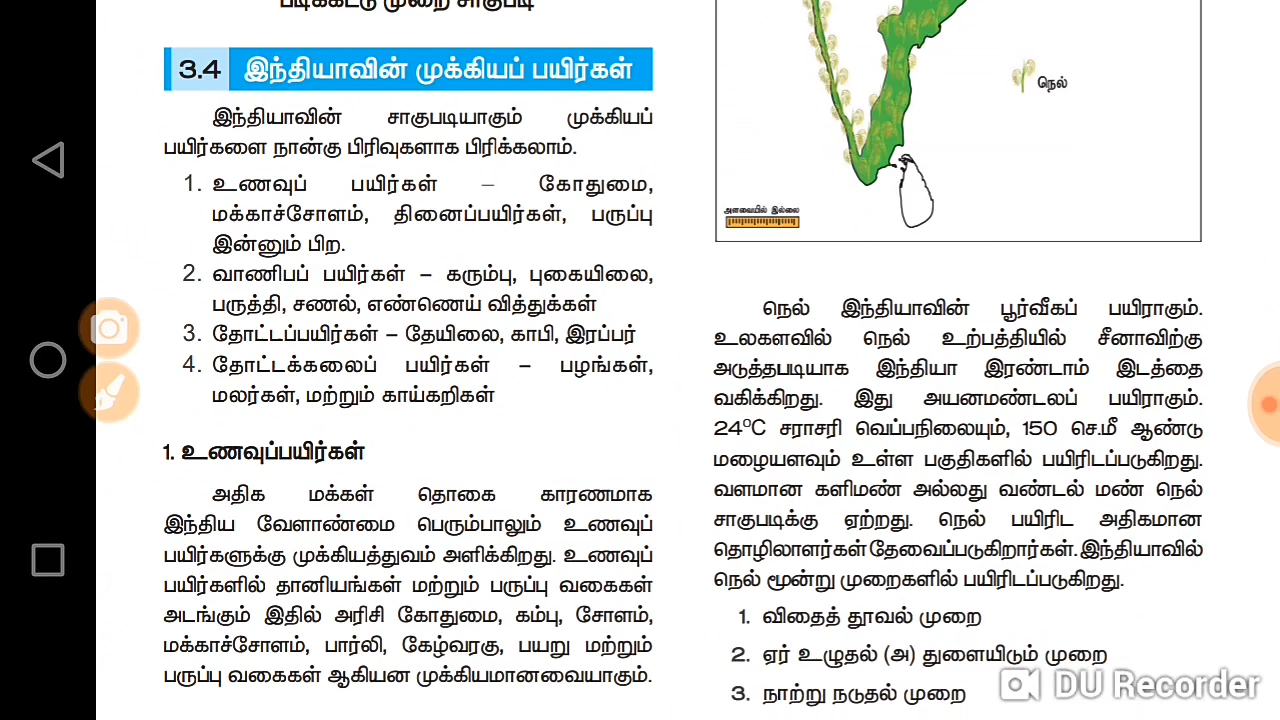 படிக்கட்டு முறை சாகுபடி
3.4 இந்தியாவின் முக்கியப் பயிர்கள்
இந்தியாவின் சாகுபடியாகும் முக்கியப்
பயிர்களை நான்கு பிரிவுகளாக பிரிக்கலாம்.
1. உணவுப் பயிர்கள் – கோதுமை,
மக்காச்சோளம், தினைப்பயிர்கள், பருப்பு
இன்னும் பிற.
2. வாணிபப் பயிர்கள் – கரும்பு, புகையிலை,
பருத்தி, சணல், எண்ணெய் வித்துக்கள்
3. தோட்டப்பயிர்கள் – தேயிலை, காபி, இரப்பர்
4. தோட்டக்கலைப் பயிர்கள் – பழங்கள்,
மலர்கள், மற்றும் காய்கறிகள்
1. உணவுப்பயிர்கள்
அதிக மக்கள் தொகை காரணமாக
இந்திய வேளாண்மை பெரும்பாலும் உணவுப்
பயிர்களுக்கு முக்கியத்துவம் அளிக்கிறது. உணவுப்
பயிர்களில் தானியங்கள் மற்றும் பருப்பு வகைகள்
அடங்கும் இதில் அரிசி கோதுமை, கம்பு, சோளம்,
மக்காச்சோளம், பார்லி, கேழ்வரகு, பயறு மற்றும்
பருப்பு வகைகள் ஆகியன முக்கியமானவையாகும்.
நெல்
அளவையில் இல்லை
நெல் இந்தியாவின் பூர்வீகப் பயிராகும்.
உலகளவில் நெல் உற்பத்தியில் சீனாவிற்கு
அடுத்தபடியாக இந்தியா இரண்டாம் இடத்தை
வகிக்கிறது. இது அயனமண்டலப் பயிராகும்.
24°C சராசரி வெப்பநிலையும், 150 செ.மீ ஆண்டு
மழையளவும் உள்ள பகுதிகளில் பயிரிடப்படுகிறது.
வளமான களிமண் அல்லது வண்டல் மண் நெல்
சாகுபடிக்கு ஏற்றது. நெல் பயிரிட அதிகமான
தொழிலாளர்கள் தேவைப்படுகிறார்கள். இந்தியாவில்
நெல் மூன்று முறைகளில் பயிரிடப்படுகிறது.
1. விதைத் தூவல் முறை
2. ஏர் உழுதல் (அ) துளையிடும் முறை
3. நாற்று நடுதல் முறை
DU Recorder